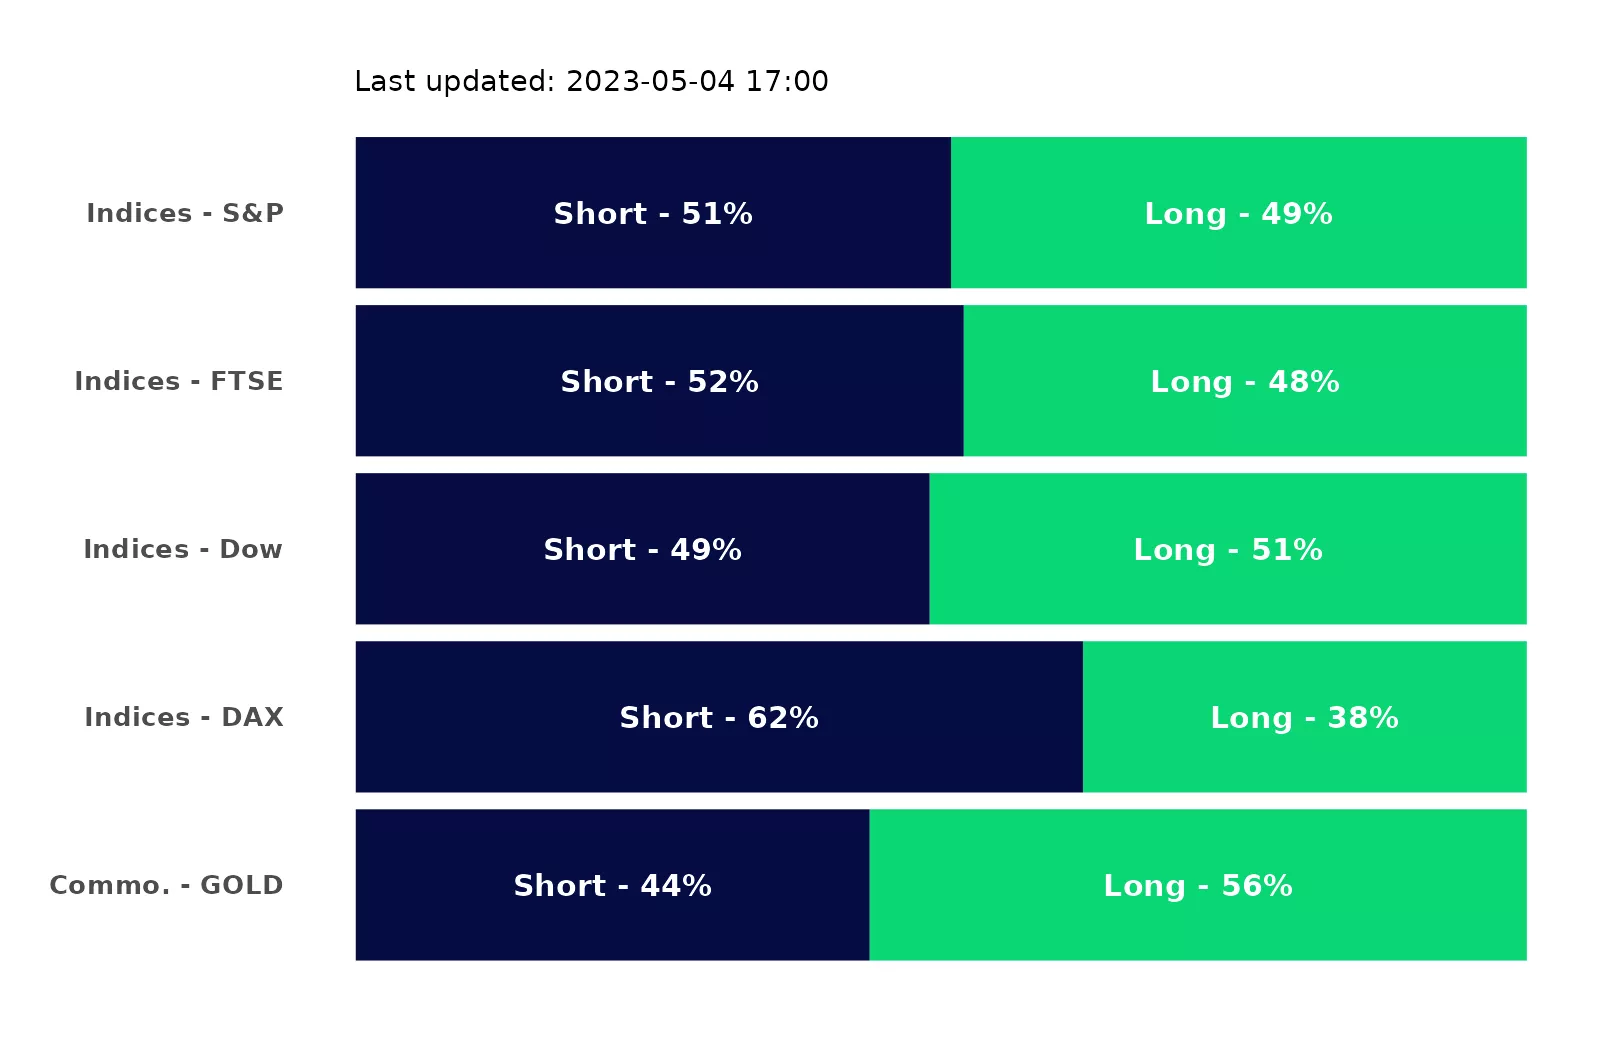 Last updated: 2023-05-04 17:00
Indices - S&P Short - 51% Long - 49%
Indices - FTSE Short - 52% Long - 48%
Indices - Dow Short - 49% Long - 51%
Indices - DAX Short - 62% Long - 38%
Commo. - GOLD Short - 44% Long - 56%